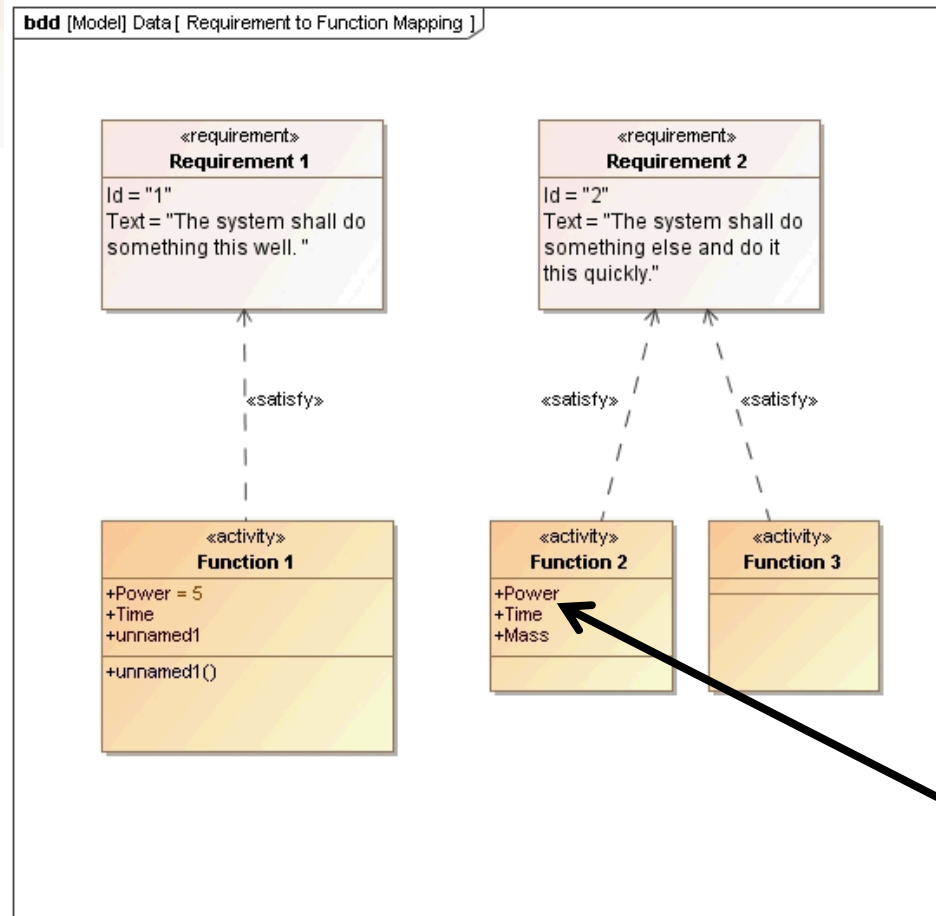 bdd [Model] Data [ Requirement to Function Mapping ]
«requirement»
Requirement 1
Id = "1"
Text = "The system shall do
something this well. "
«requirement»
Requirement 2
Id = "2"
Text = "The system shall do
something else and do it
this quickly."
«satisfy»
«satisfy»
«satisfy»
«activity»
Function 1
+Power = 5
+Time
+unnamed1
+unnamed1()
«activity»
Function 2
+Power
+Time
+Mass
«activity»
Function 3